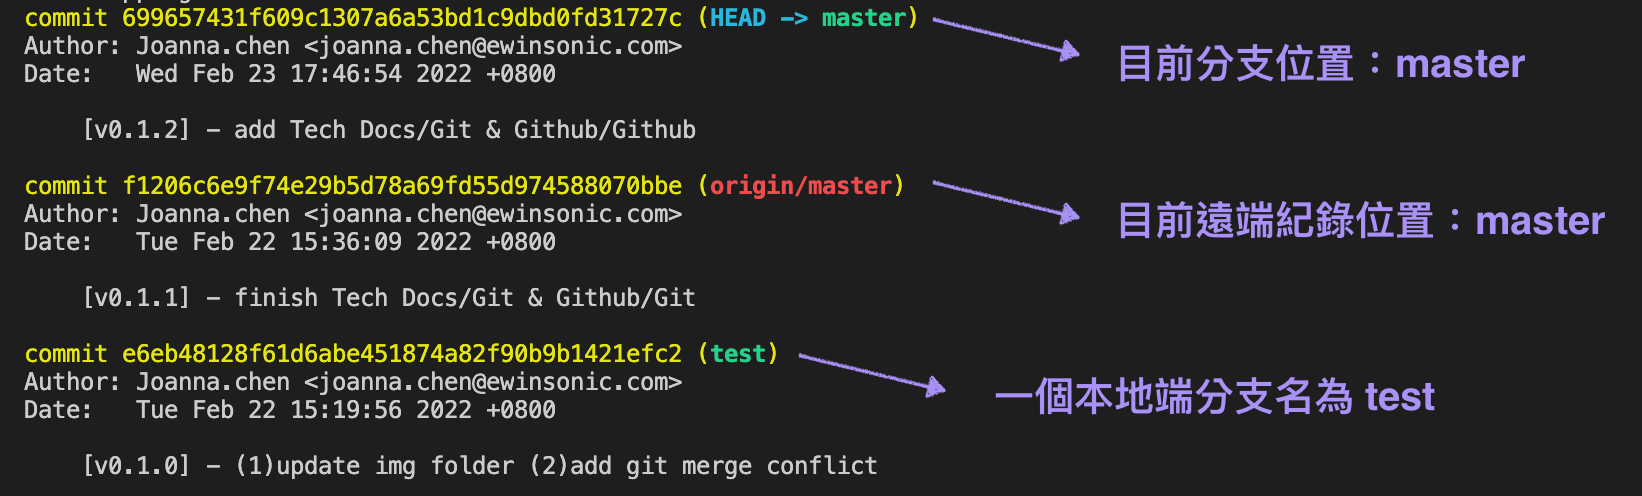 commit 699657431f609c1307a6a53bd1c9dbd0fd31727c (HEAD -> master)
目前分支位置：master
Author: Joanna.chen <joanna.chen@ewinsonic.com>
Date:   Wed Feb 23 17:46:54 2022 +0800
[v0.1.2] - add Tech Docs/Git & Github/Github
commit f1206c6e9f74e29b5d78a69fd55d974588070bbe (origin/master)
目前遠端紀錄位置：master
Author: Joanna.chen <joanna.chen@ewinsonic.com>
Date:   Tue Feb 22 15:36:09 2022 +0800
[v0.1.1] - finish Tech Docs/Git & Github/Git
commit e6eb48128f61d6abe451874a82f90b9b1421efc2 (test)
一個本地端分支名為 test
Author: Joanna.chen <joanna.chen@ewinsonic.com>
Date:   Tue Feb 22 15:19:56 2022 +0800
[v0.1.0] - (1)update img folder (2)add git merge conflict